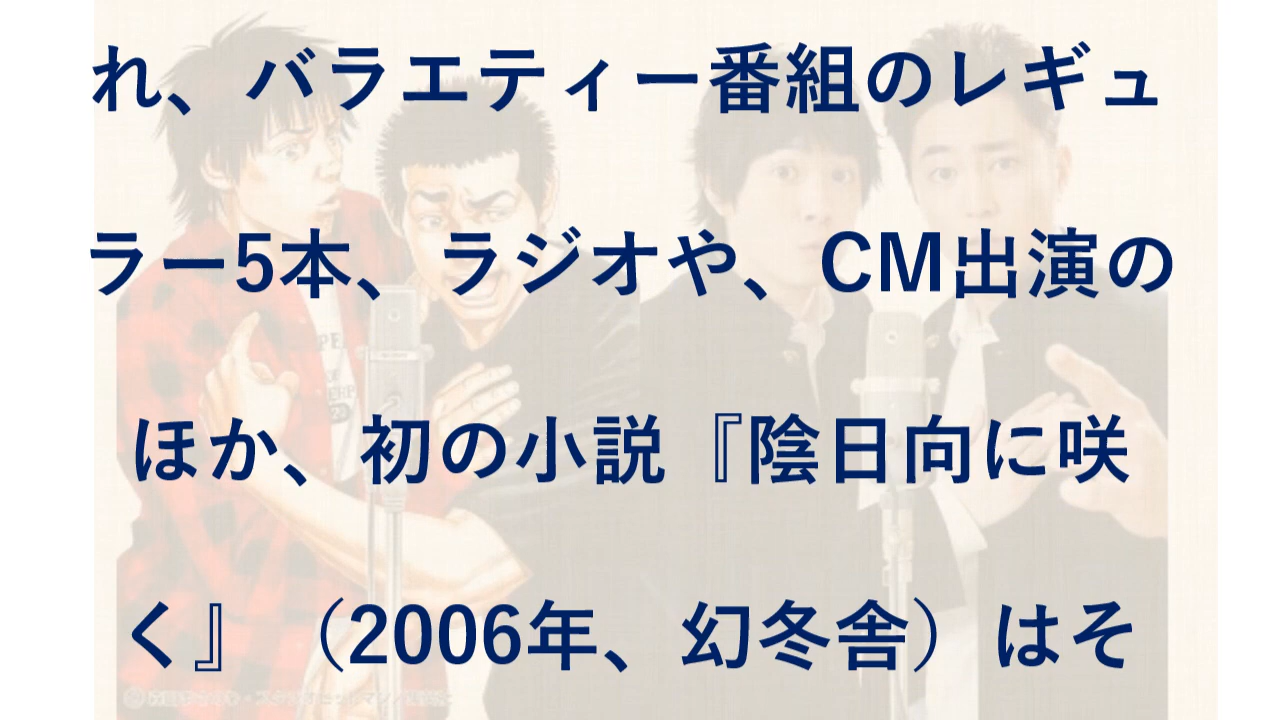 れ、バラエティー番組のレギュ
ラー5本、ラジオや、CM出演の
ほか、初の小説『陰日向に咲
く』（2006年、幻冬舎）はそ